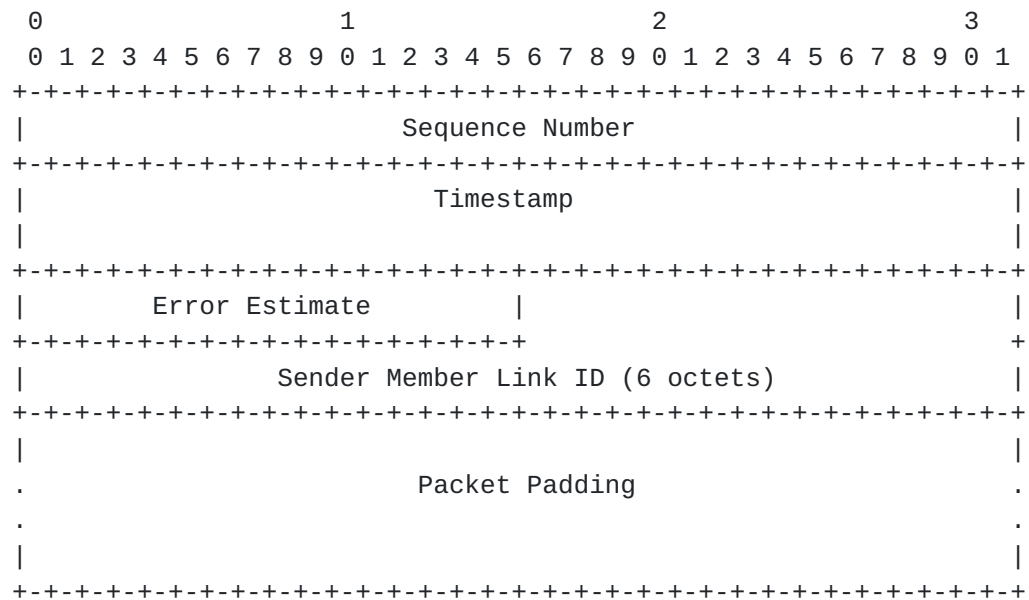 0                   1                   2                   3
 0 1 2 3 4 5 6 7 8 9 0 1 2 3 4 5 6 7 8 9 0 1 2 3 4 5 6 7 8 9 0 1
+-+-+-+-+-+-+-+-+-+-+-+-+-+-+-+-+-+-+-+-+-+-+-+-+-+-+-+-+-+-+-+-+
|                        Sequence Number                        |
+-+-+-+-+-+-+-+-+-+-+-+-+-+-+-+-+-+-+-+-+-+-+-+-+-+-+-+-+-+-+-+-+
|                          Timestamp                            |
|                                                               |
+-+-+-+-+-+-+-+-+-+-+-+-+-+-+-+-+-+-+-+-+-+-+-+-+-+-+-+-+-+-+-+-+
|        Error Estimate         |                               |
+-+-+-+-+-+-+-+-+-+-+-+-+-+-+-+-+                               +
|                Sender Member Link ID (6 octets)               |
+-+-+-+-+-+-+-+-+-+-+-+-+-+-+-+-+-+-+-+-+-+-+-+-+-+-+-+-+-+-+-+-+
|                                                               |
.                         Packet Padding                        .
.                                                               .
|                                                               |
+-+-+-+-+-+-+-+-+-+-+-+-+-+-+-+-+-+-+-+-+-+-+-+-+-+-+-+-+-+-+-+-+